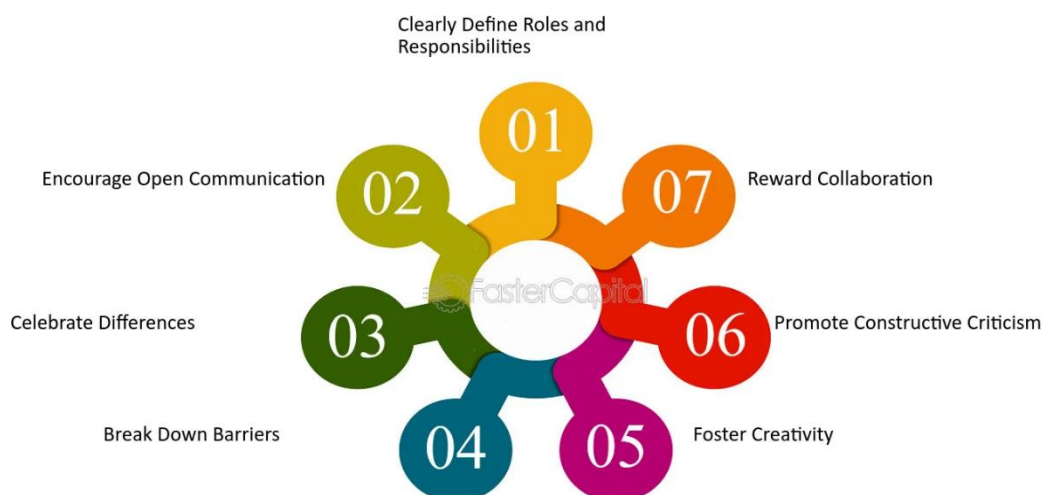 Clearly Define Roles and
Responsibilities
01
Encourage Open Communication
02
07
Reward Collaboration
FasterCapital
Celebrate Differences
03
06
Promote Constructive Criticism
Break Down Barriers
04
05
Foster Creativity